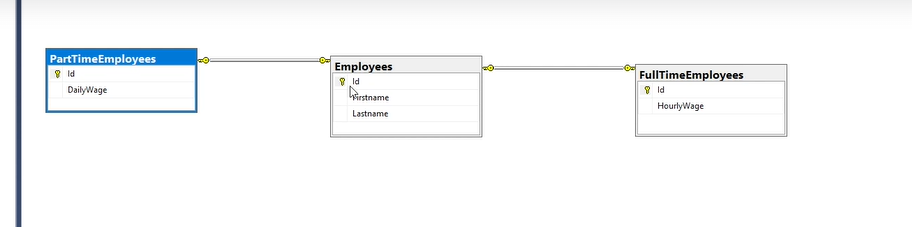 PartTimeEmployees
Id
DailyWage
Employees
Id
Firstname
Lastname
FullTimeEmployees
Id
HourlyWage